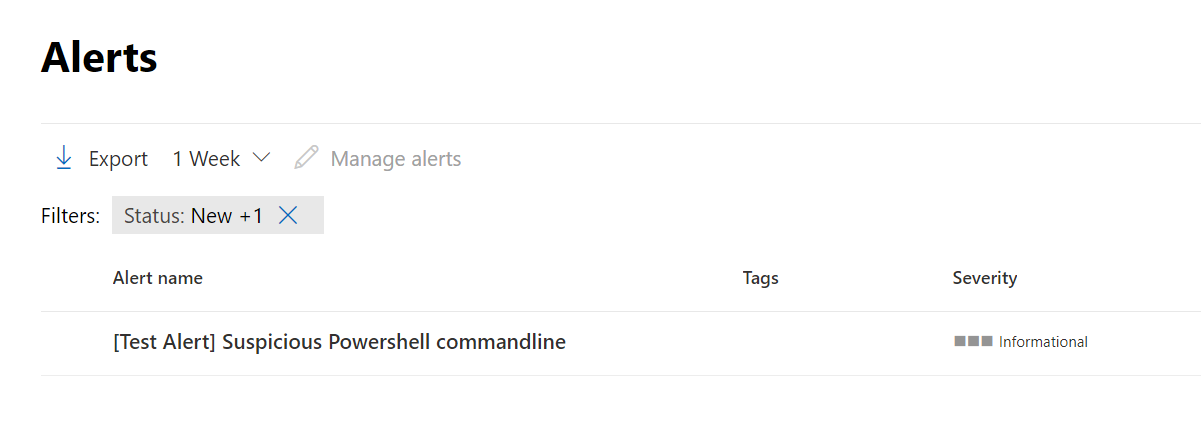 Alerts
Export 1 Week Manage alerts
Filters: Status: New +1
Alert name Tags Severity
[Test Alert] Suspicious Powershell commandline Informational